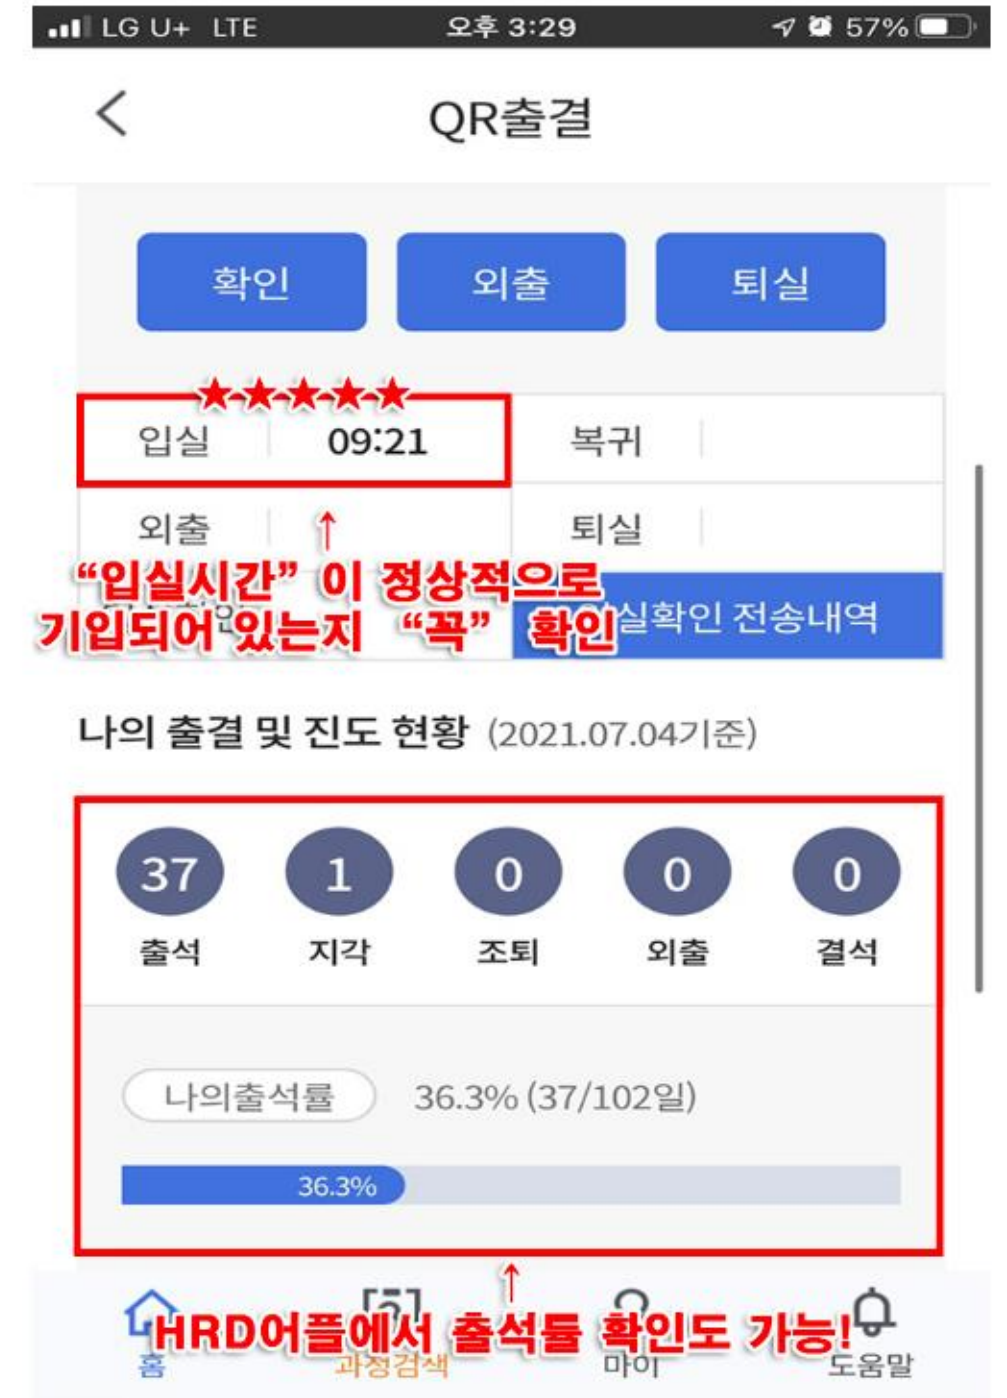 LG U+ LTE 오후 3:29 57%
QR출결
확인 외출 퇴실
★★★★★
입실 09:21 복귀
외출 ↑ 퇴실
“입실시간” 이 정상적으로
기입되어 있는지 “꼭” 확인
실확인 전송내역
나의 출결 및 진도 현황 (2021.07.04기준)
37 1 0 0 0
출석 지각 조퇴 외출 결석
나의출석률 36.3% (37/102일)
36.3%
↑
HRD어플에서 출석률 확인도 가능!
홈 과정검색 마이 도움말